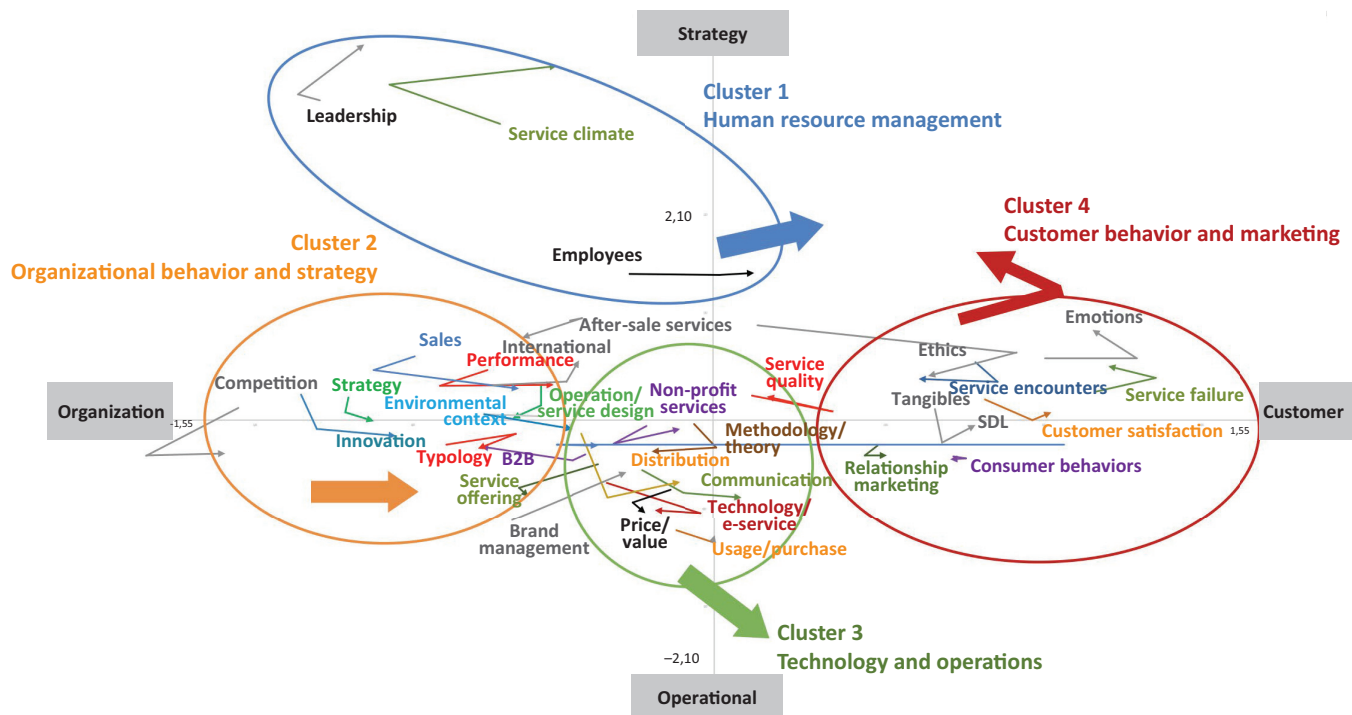 Strategy
Cluster 1
Human resource management
Leadership
Service climate
2,10
Employees
Cluster 2
Organizational behavior and strategy
Cluster 4
Customer behavior and marketing
After-sale services
Emotions
Sales
International
Performance
Ethics
Service
quality
Competition
Strategy
Operation/
service design
Non-profit
services
Service encounters
Tangibles
Service failure
Organization
-1,55
Environmental
context
SDL
Customer
1,55
Customer satisfaction
Innovation
Methodology/
theory
Typology
B2B
Distribution
Relationship
marketing
Consumer behaviors
Service
offering
Communication
Technology/
e-service
Brand
management
Price/
value
Usage/purchase
Cluster 3
Technology and operations
–2,10
Operational